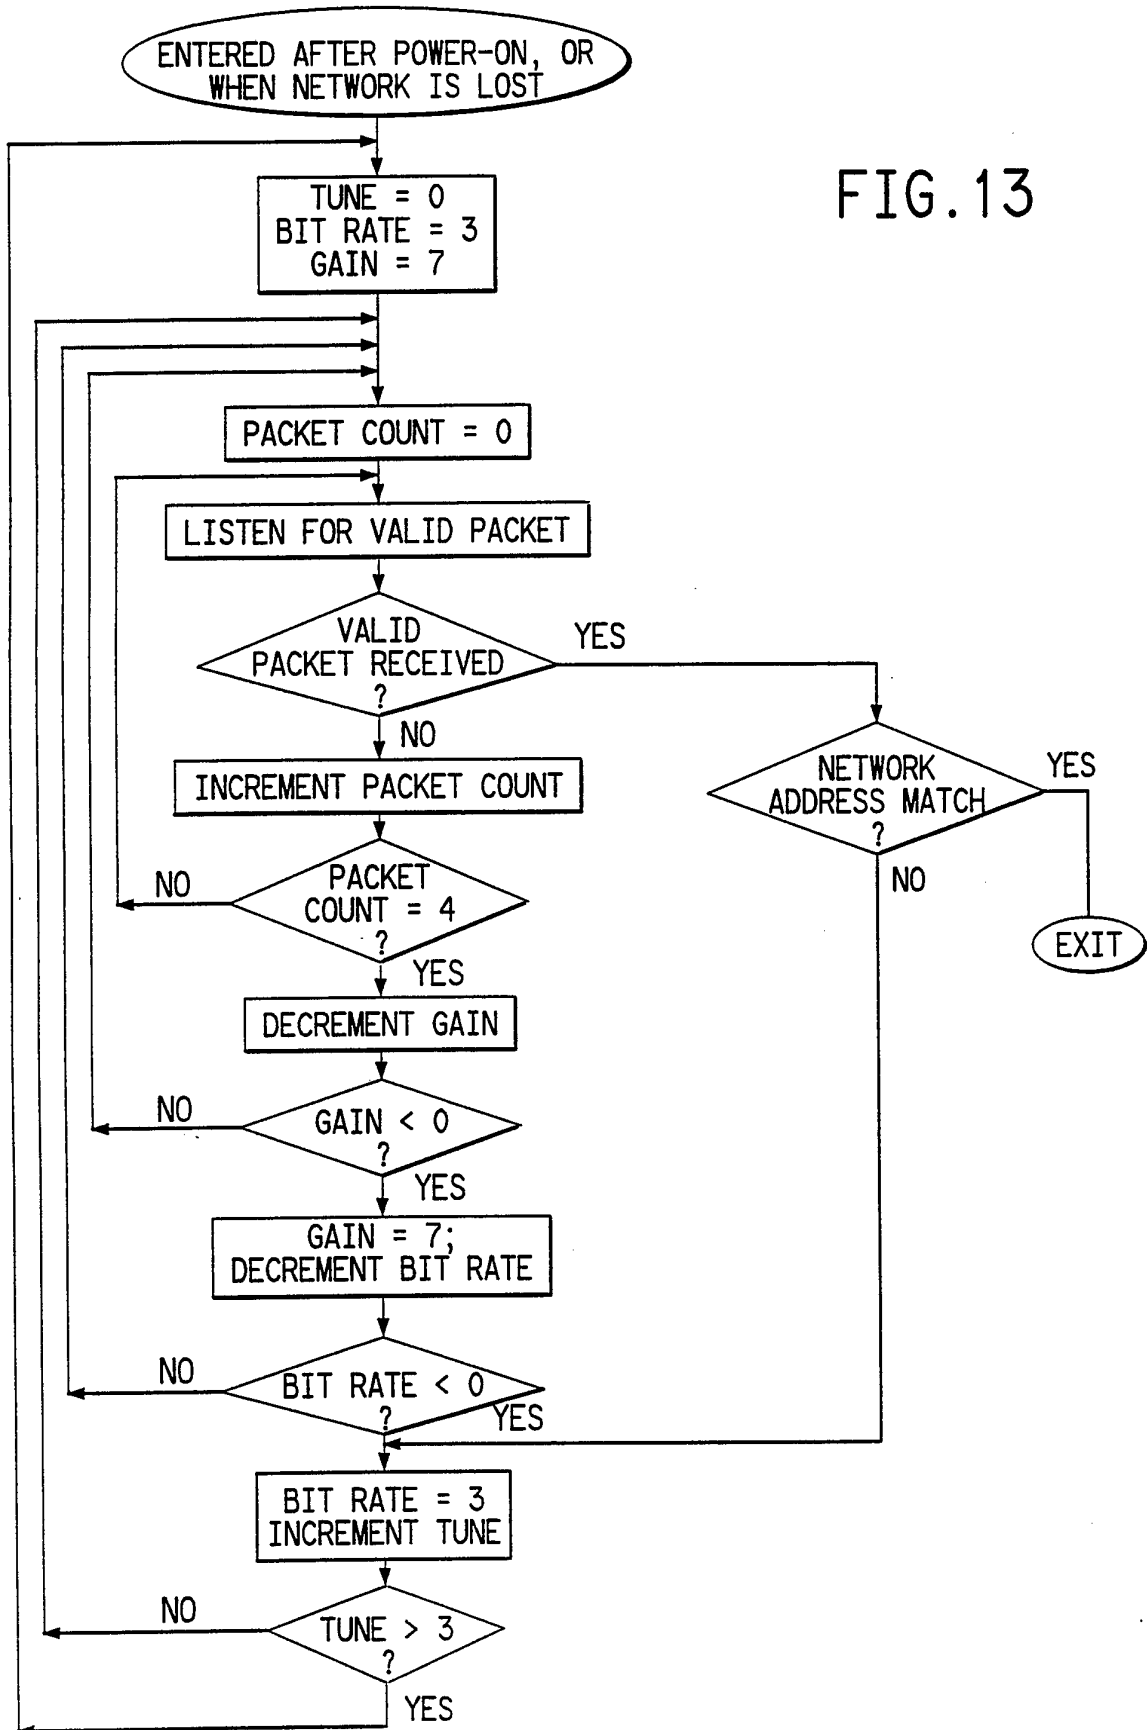 ENTERED AFTER POWER-ON, OR
WHEN NETWORK IS LOST
FIG.13
TUNE = 0
BIT RATE = 3
GAIN = 7
PACKET COUNT = 0
LISTEN FOR VALID PACKET
VALID
PACKET RECEIVED
?
YES
NO
NETWORK
ADDRESS MATCH
?
YES
NO
EXIT
INCREMENT PACKET COUNT
PACKET
COUNT = 4
?
NO
YES
DECREMENT GAIN
GAIN < 0
?
NO
YES
GAIN = 7;
DECREMENT BIT RATE
BIT RATE < 0
?
NO
YES
BIT RATE = 3
INCREMENT TUNE
TUNE > 3
?
NO
YES